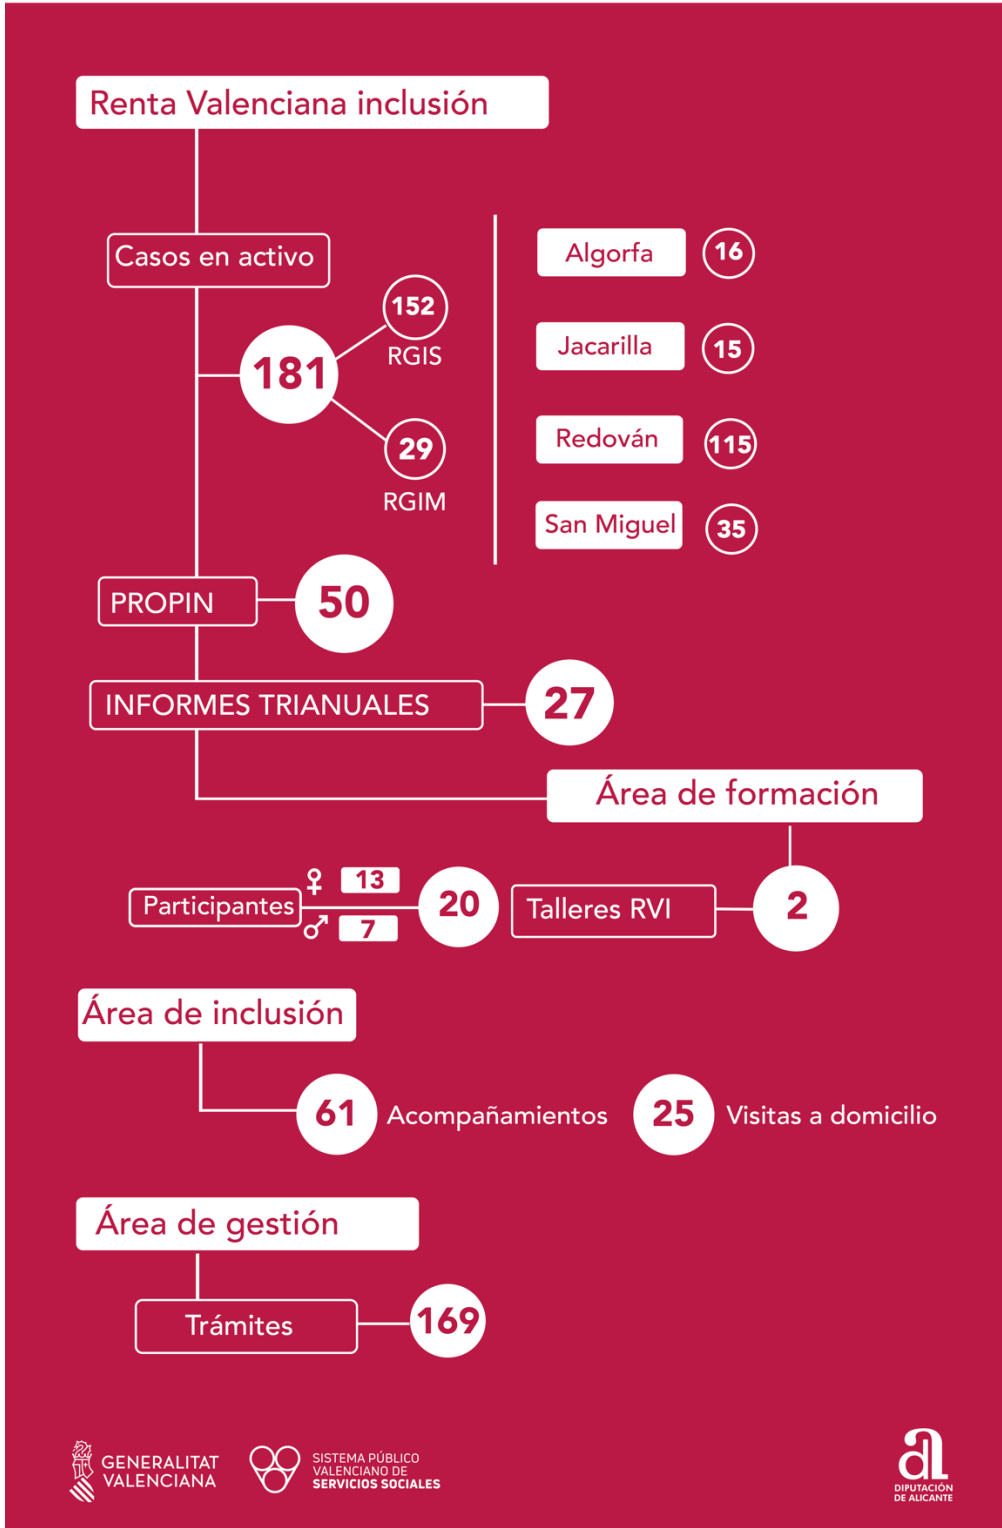 Renta Valenciana inclusión
Casos en activo
181
152
RGIS
29
RGIM
Algorfa 16
Jacarilla 15
Redován 115
San Miguel 35
PROPIN 50
INFORMES TRIANUALES 27
Área de formación
Participantes
♀ 13
♂ 7
20
Talleres RVI 2
Área de inclusión
61 Acompañamientos
25 Visitas a domicilio
Área de gestión
Trámites 169
GENERALITAT
VALENCIANA
SISTEMA PÚBLICO
VALENCIANO DE
SERVICIOS SOCIALES
DIPUTACIÓN
DE ALICANTE